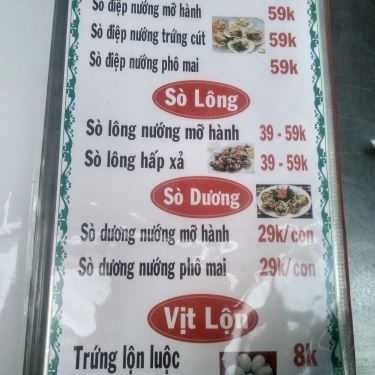 Sò điệp nướng mỡ hành 59k
Sò điệp nướng trứng cút 59k
Sò điệp nướng phô mai 59k
Sò Lông
Sò lông nướng mỡ hành 39 - 59k
Sò lông hấp xả 39 - 59k
Sò Dương
Sò dương nướng mỡ hành 29k/con
Sò dương nướng phô mai 29k/con
Vịt Lộn
Trứng lộn luộc 8k